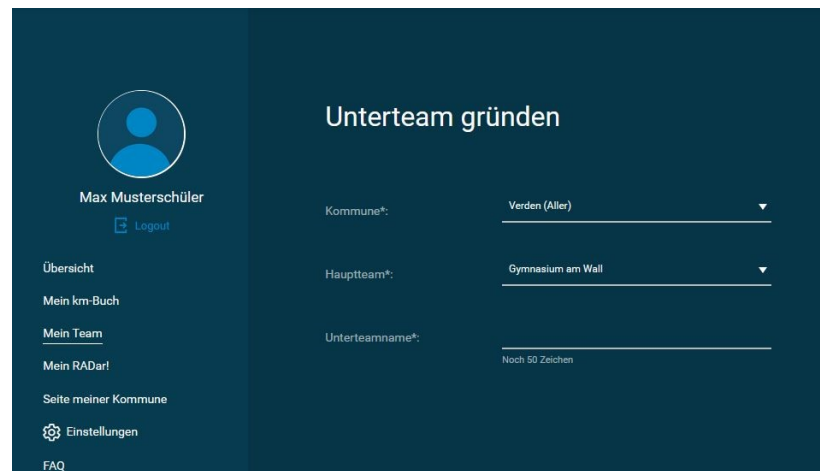 Max Musterschüler
Logout
Übersicht
Mein km-Buch
Mein Team
Mein RADar!
Seite meiner Kommune
Einstellungen
FAQ
Unterteam gründen
Kommune*:
Verden (Aller)
Hauptteam*:
Gymnasium am Wall
Unterteamname*:
Noch 50 Zeichen